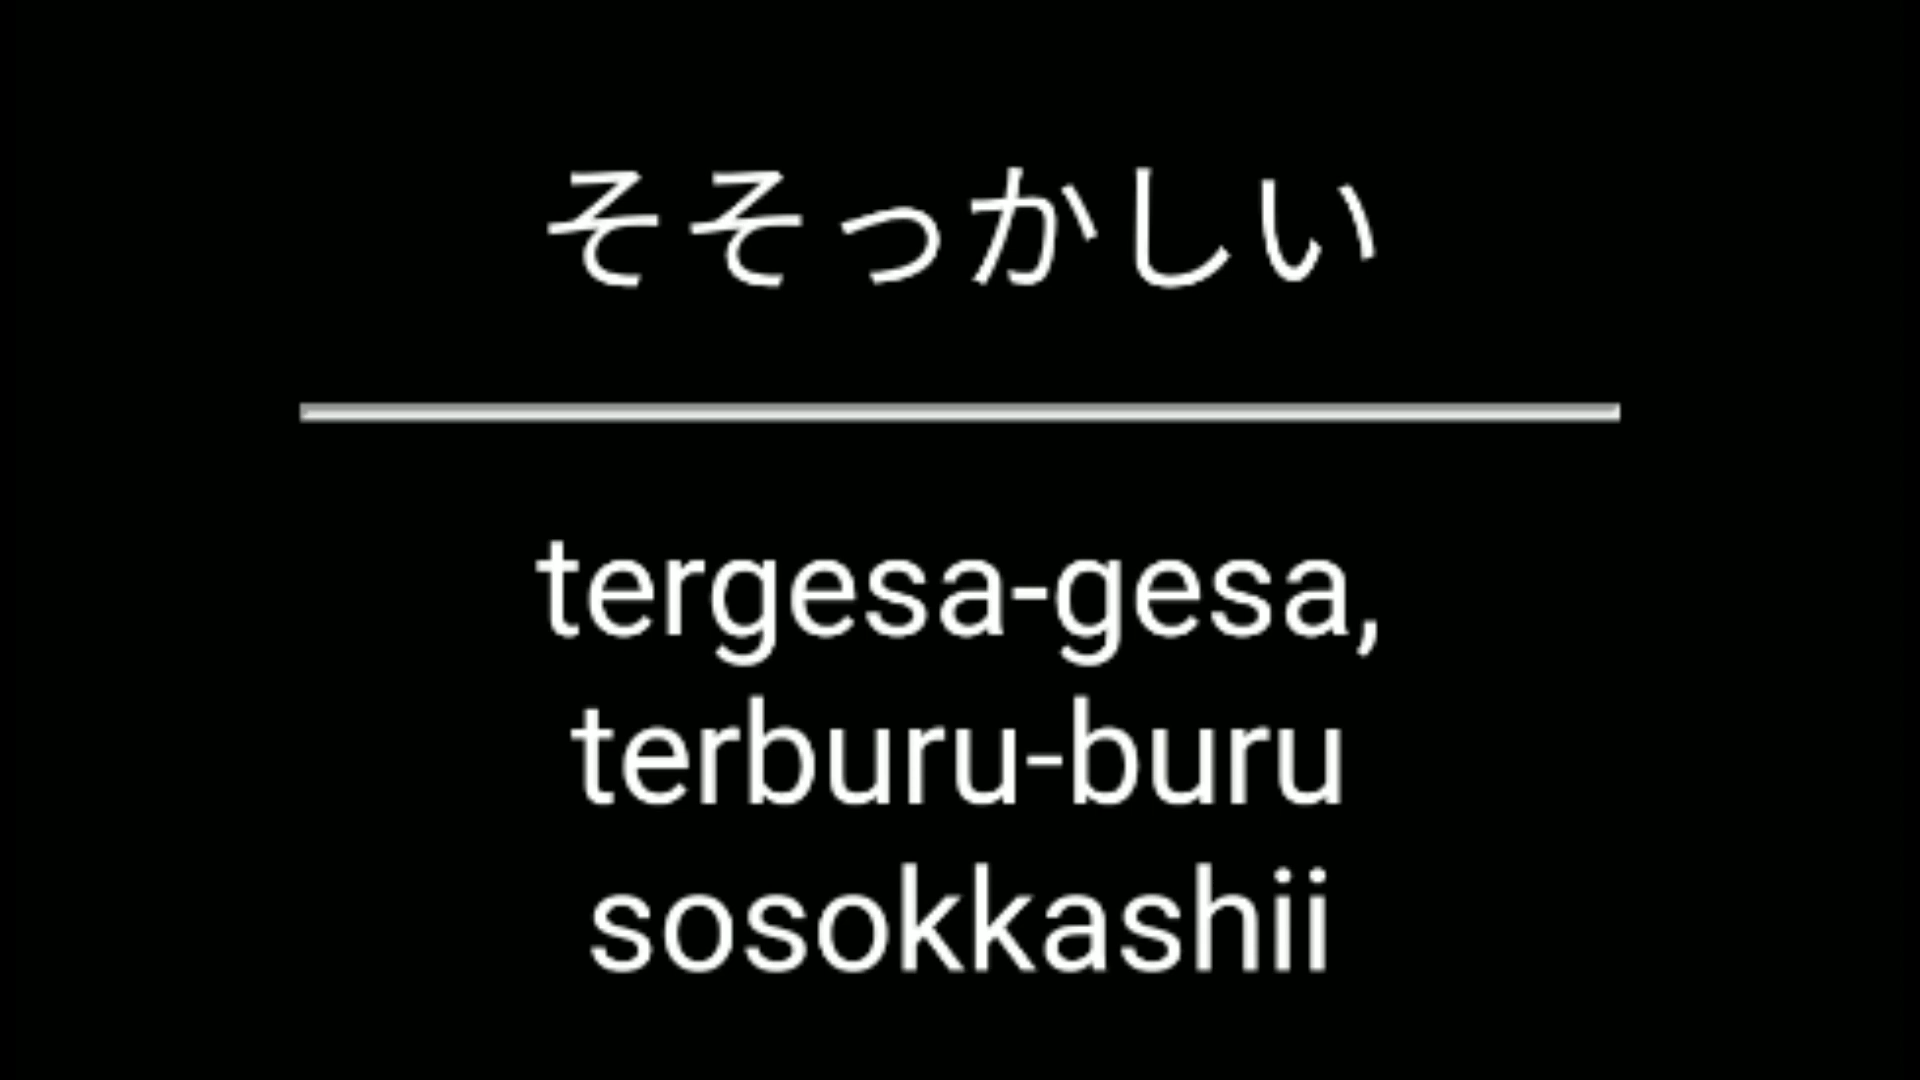 そそっかしい
tergesa-gesa,
terburu-buru
sosokkashii